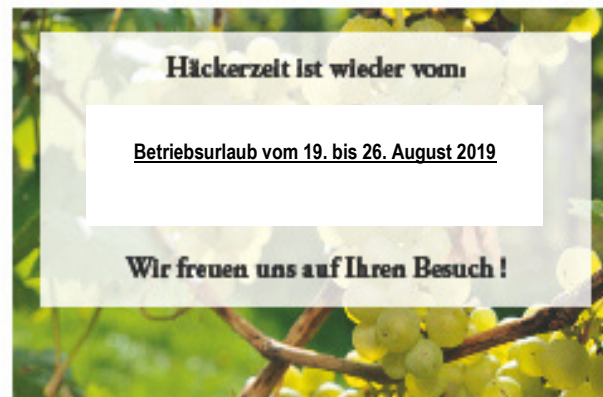 Häckerzeit ist wieder vom:
Betriebsurlaub vom 19. bis 26. August 2019
Wir freuen uns auf Ihren Besuch !